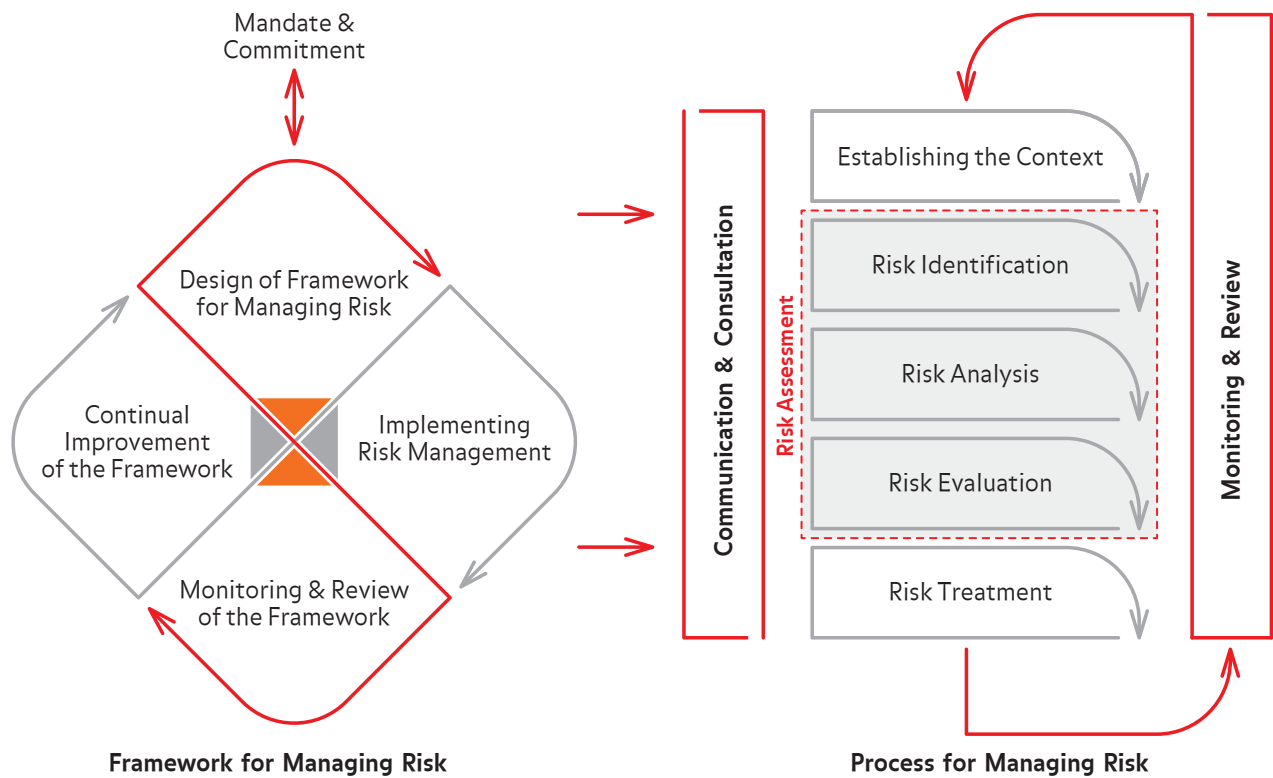 Mandate &
Commitment
Design of Framework
for Managing Risk
Continual
Improvement
of the Framework
Implementing
Risk Management
Monitoring & Review
of the Framework
Framework for Managing Risk
Communication & Consultation
Risk Assessment
Establishing the Context
Risk Identification
Risk Analysis
Risk Evaluation
Risk Treatment
Monitoring & Review
Process for Managing Risk